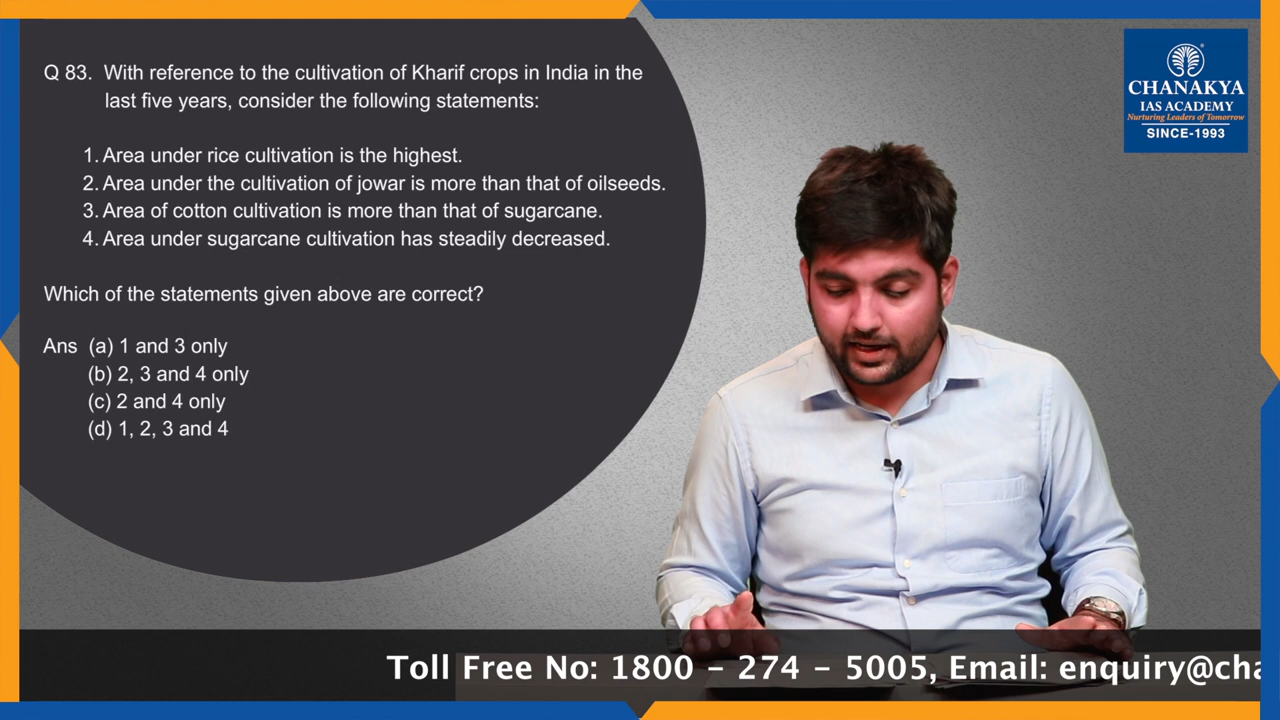 Q 83. With reference to the cultivation of Kharif crops in India in the
last five years, consider the following statements:
1. Area under rice cultivation is the highest.
2. Area under the cultivation of jowar is more than that of oilseeds.
3. Area of cotton cultivation is more than that of sugarcane.
4. Area under sugarcane cultivation has steadily decreased.
Which of the statements given above are correct?
Ans (a) 1 and 3 only
(b) 2, 3 and 4 only
(c) 2 and 4 only
(d) 1, 2, 3 and 4
CHANAKYA
IAS ACADEMY
Nurturing Leaders of Tomorrow
SINCE-1993
Toll Free No: 1800 - 274 - 5005, Email: enquiry@cha